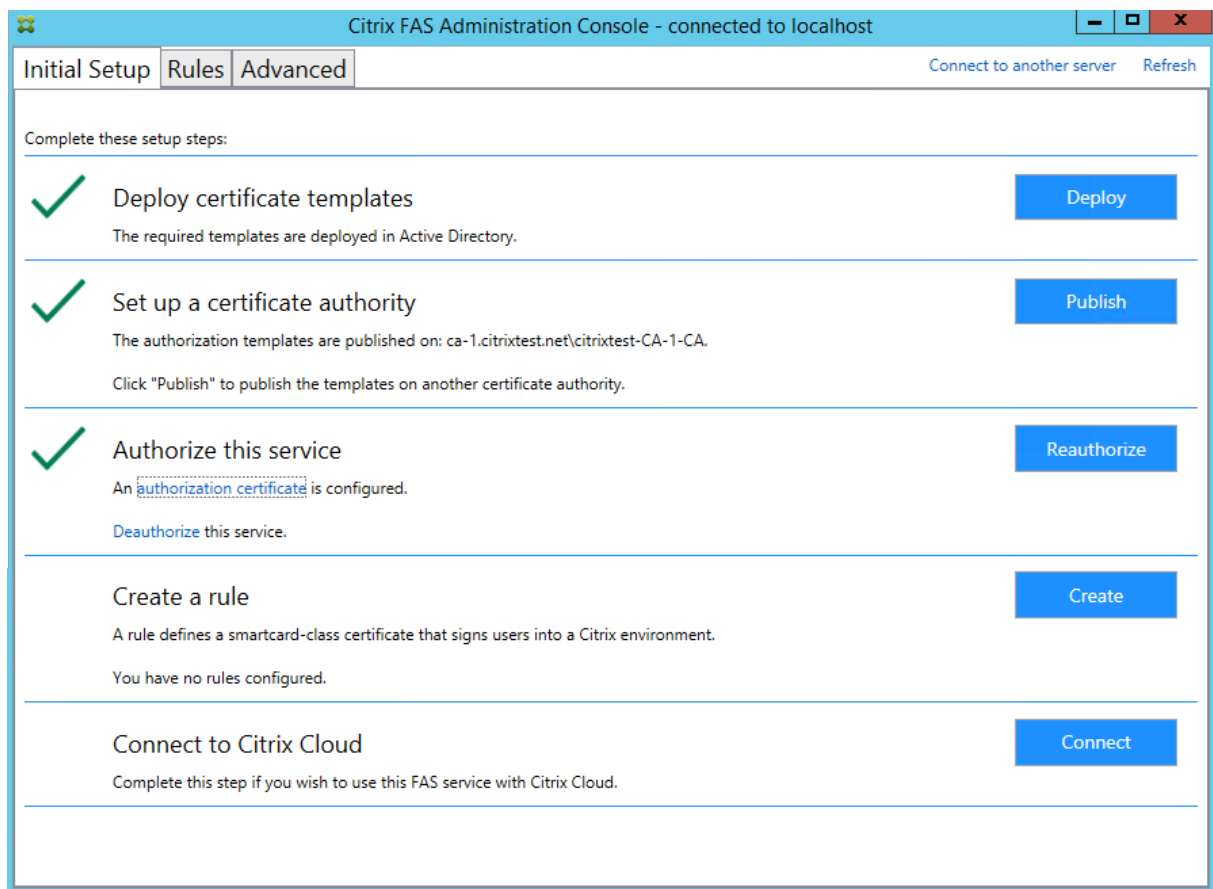 Citrix FAS Administration Console - connected to localhost
Initial Setup Rules Advanced Connect to another server Refresh
Complete these setup steps:
Deploy certificate templates Deploy
The required templates are deployed in Active Directory.
Set up a certificate authority Publish
The authorization templates are published on: ca-1.citrixtest.net\citrixtest-CA-1-CA.
Click "Publish" to publish the templates on another certificate authority.
Authorize this service Reauthorize
An authorization certificate is configured.
Deauthorize this service.
Create a rule Create
A rule defines a smartcard-class certificate that signs users into a Citrix environment.
You have no rules configured.
Connect to Citrix Cloud Connect
Complete this step if you wish to use this FAS service with Citrix Cloud.